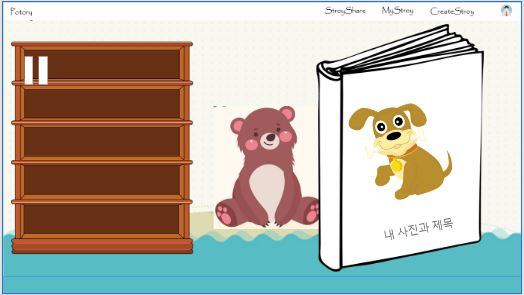 Potory
StroyShare
MyStroy
CreateStroy
내 사진과 제목